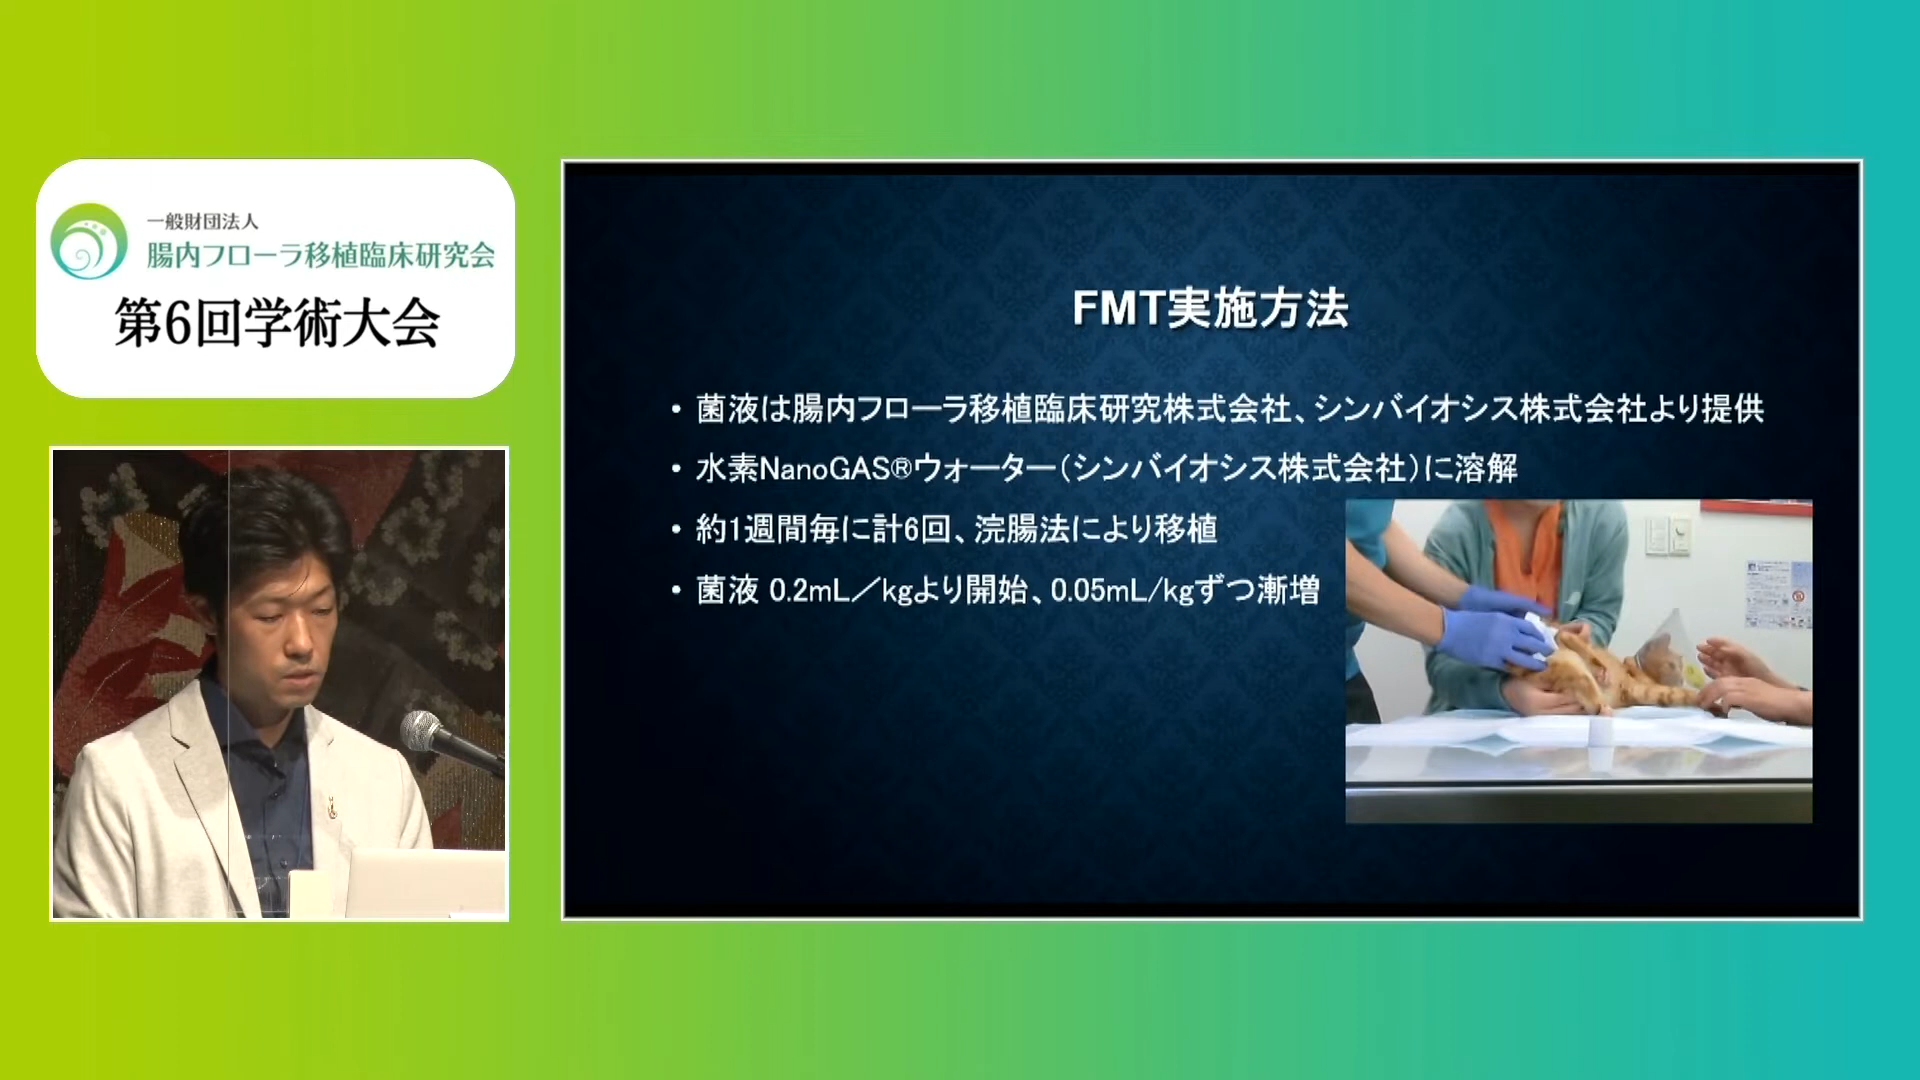 一般財団法人
腸内フローラ移植臨床研究会
第6回学術大会
FMT実施方法
• 菌液は腸内フローラ移植臨床研究株式会社、シンバイオシス株式会社より提供
• 水素NanoGAS®ウォーター（シンバイオシス株式会社）に溶解
• 約1週間毎に計6回、浣腸法により移植
• 菌液 0.2mL／kgより開始、0.05mL/kgずつ漸増